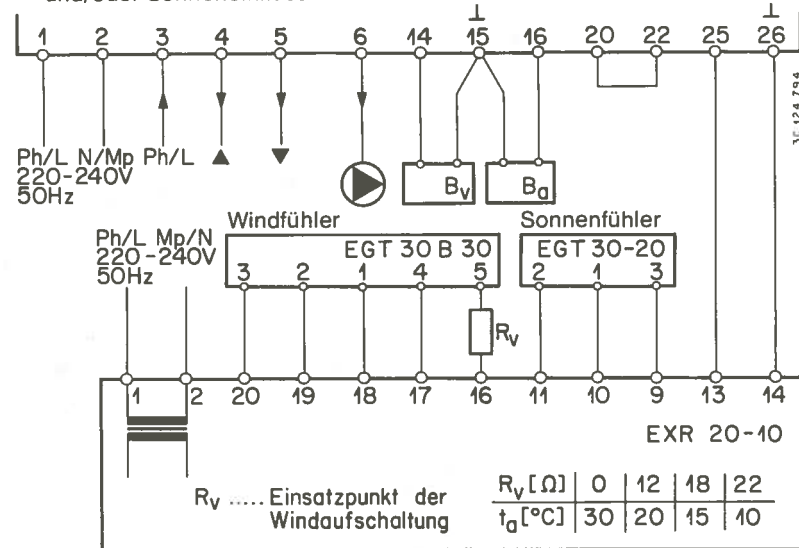 1 2 3 4 5 6 14 15 16 20 22 25 26
Ph/L N/Mp Ph/L
220-240V
50Hz
▲ ▼
Bv Ba
Windfühler
EGT 30 B 30
3 2 1 4 5
Sonnenfühler
EGT 30-20
2 1 3
Ph/L Mp/N
220-240V
50Hz
Rv
1 2 20 19 18 17 16 11 10 9 13 14
EXR 20-10
Rv ..... Einsatzpunkt der
Windaufschaltung
Rv[Ω] 0 12 18 22
ta[°C] 30 20 15 10